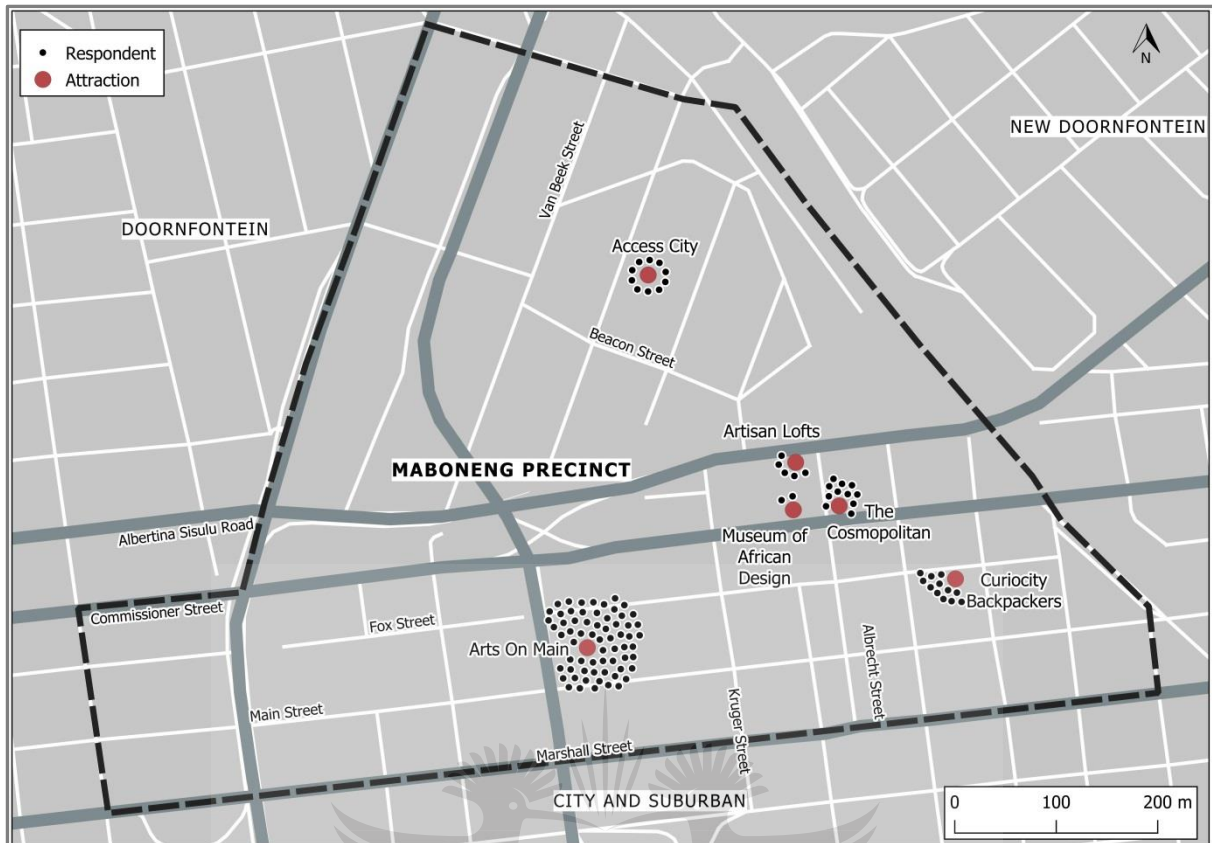 Respondent
Attraction
N
NEW DOORNFONTEIN
Van Beek Street
DOORNFONTEIN
Access City
Beacon Street
Artisan Lofts
MABONENG PRECINCT
The
Cosmopolitan
Albertina Sisulu Road
Museum of
African
Design
Curiocity
Backpackers
Commissioner Street
Fox Street
Arts On Main
Albrecht Street
Main Street
Kruger Street
Marshall Street
CITY AND SUBURBAN
0 100 200 m